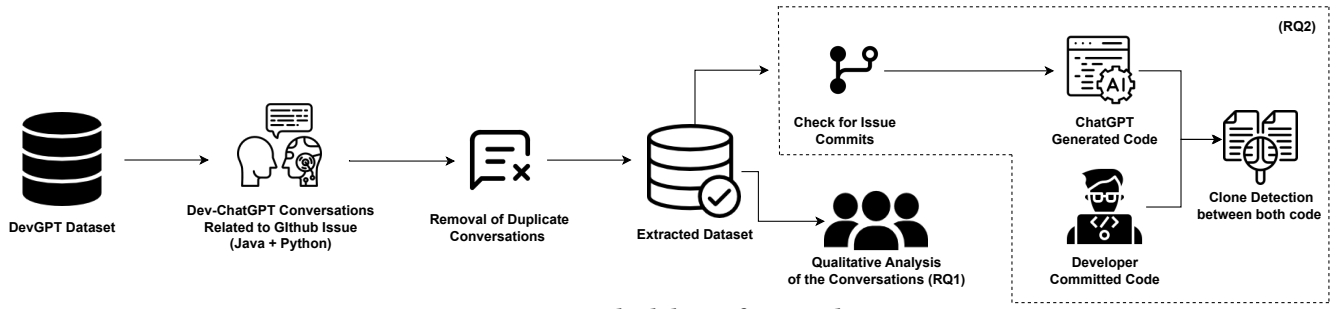 (RQ2)
AI
Check for Issue
Commits
ChatGPT
Generated Code
DevGPT Dataset
Dev-ChatGPT Conversations
Related to GIthub Issue
(Java + Python)
Removal of Duplicate
Conversations
Extracted Dataset
Qualitative Analysis
of the Conversations (RQ1)
</>
Developer
Committed Code
Clone Detection
between both code